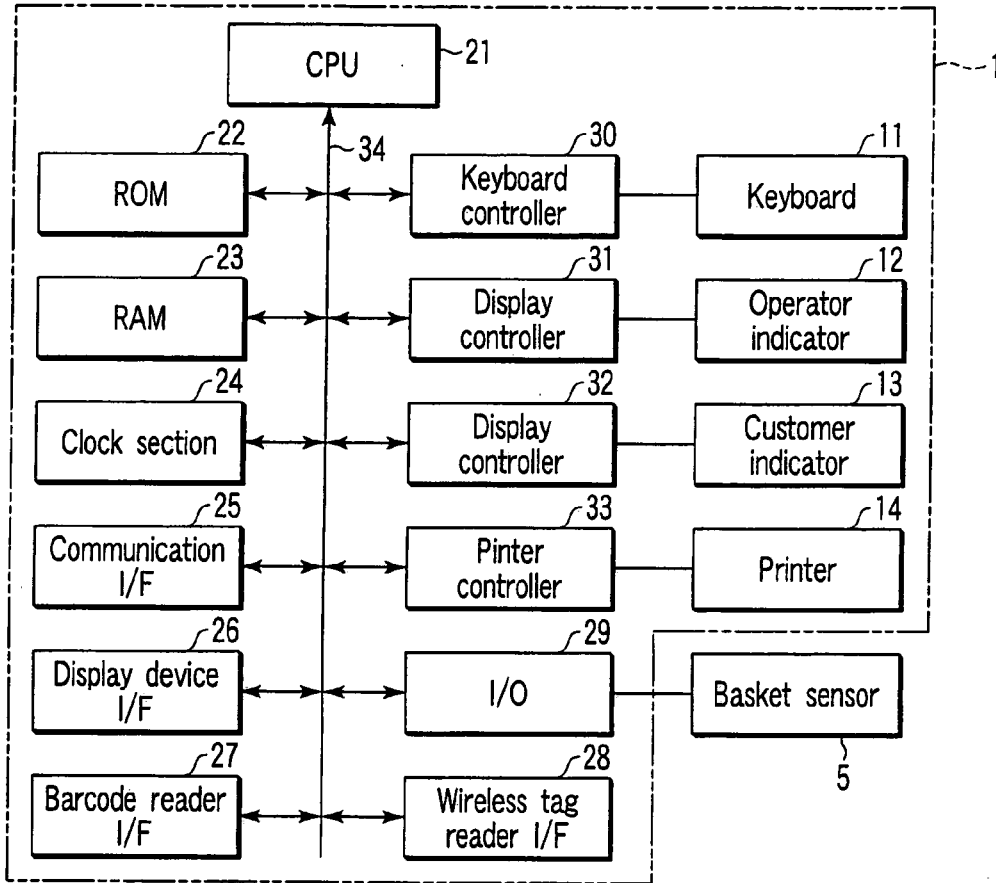 CPU
21
1
22
34
30
11
ROM
Keyboard
controller
Keyboard
23
31
12
RAM
Display
controller
Operator
indicator
24
32
13
Clock section
Display
controller
Customer
indicator
25
33
14
Communication
I/F
Pinter
controller
Printer
26
29
Display device
I/F
I/O
Basket sensor
5
27
28
Barcode reader
I/F
Wireless tag
reader I/F